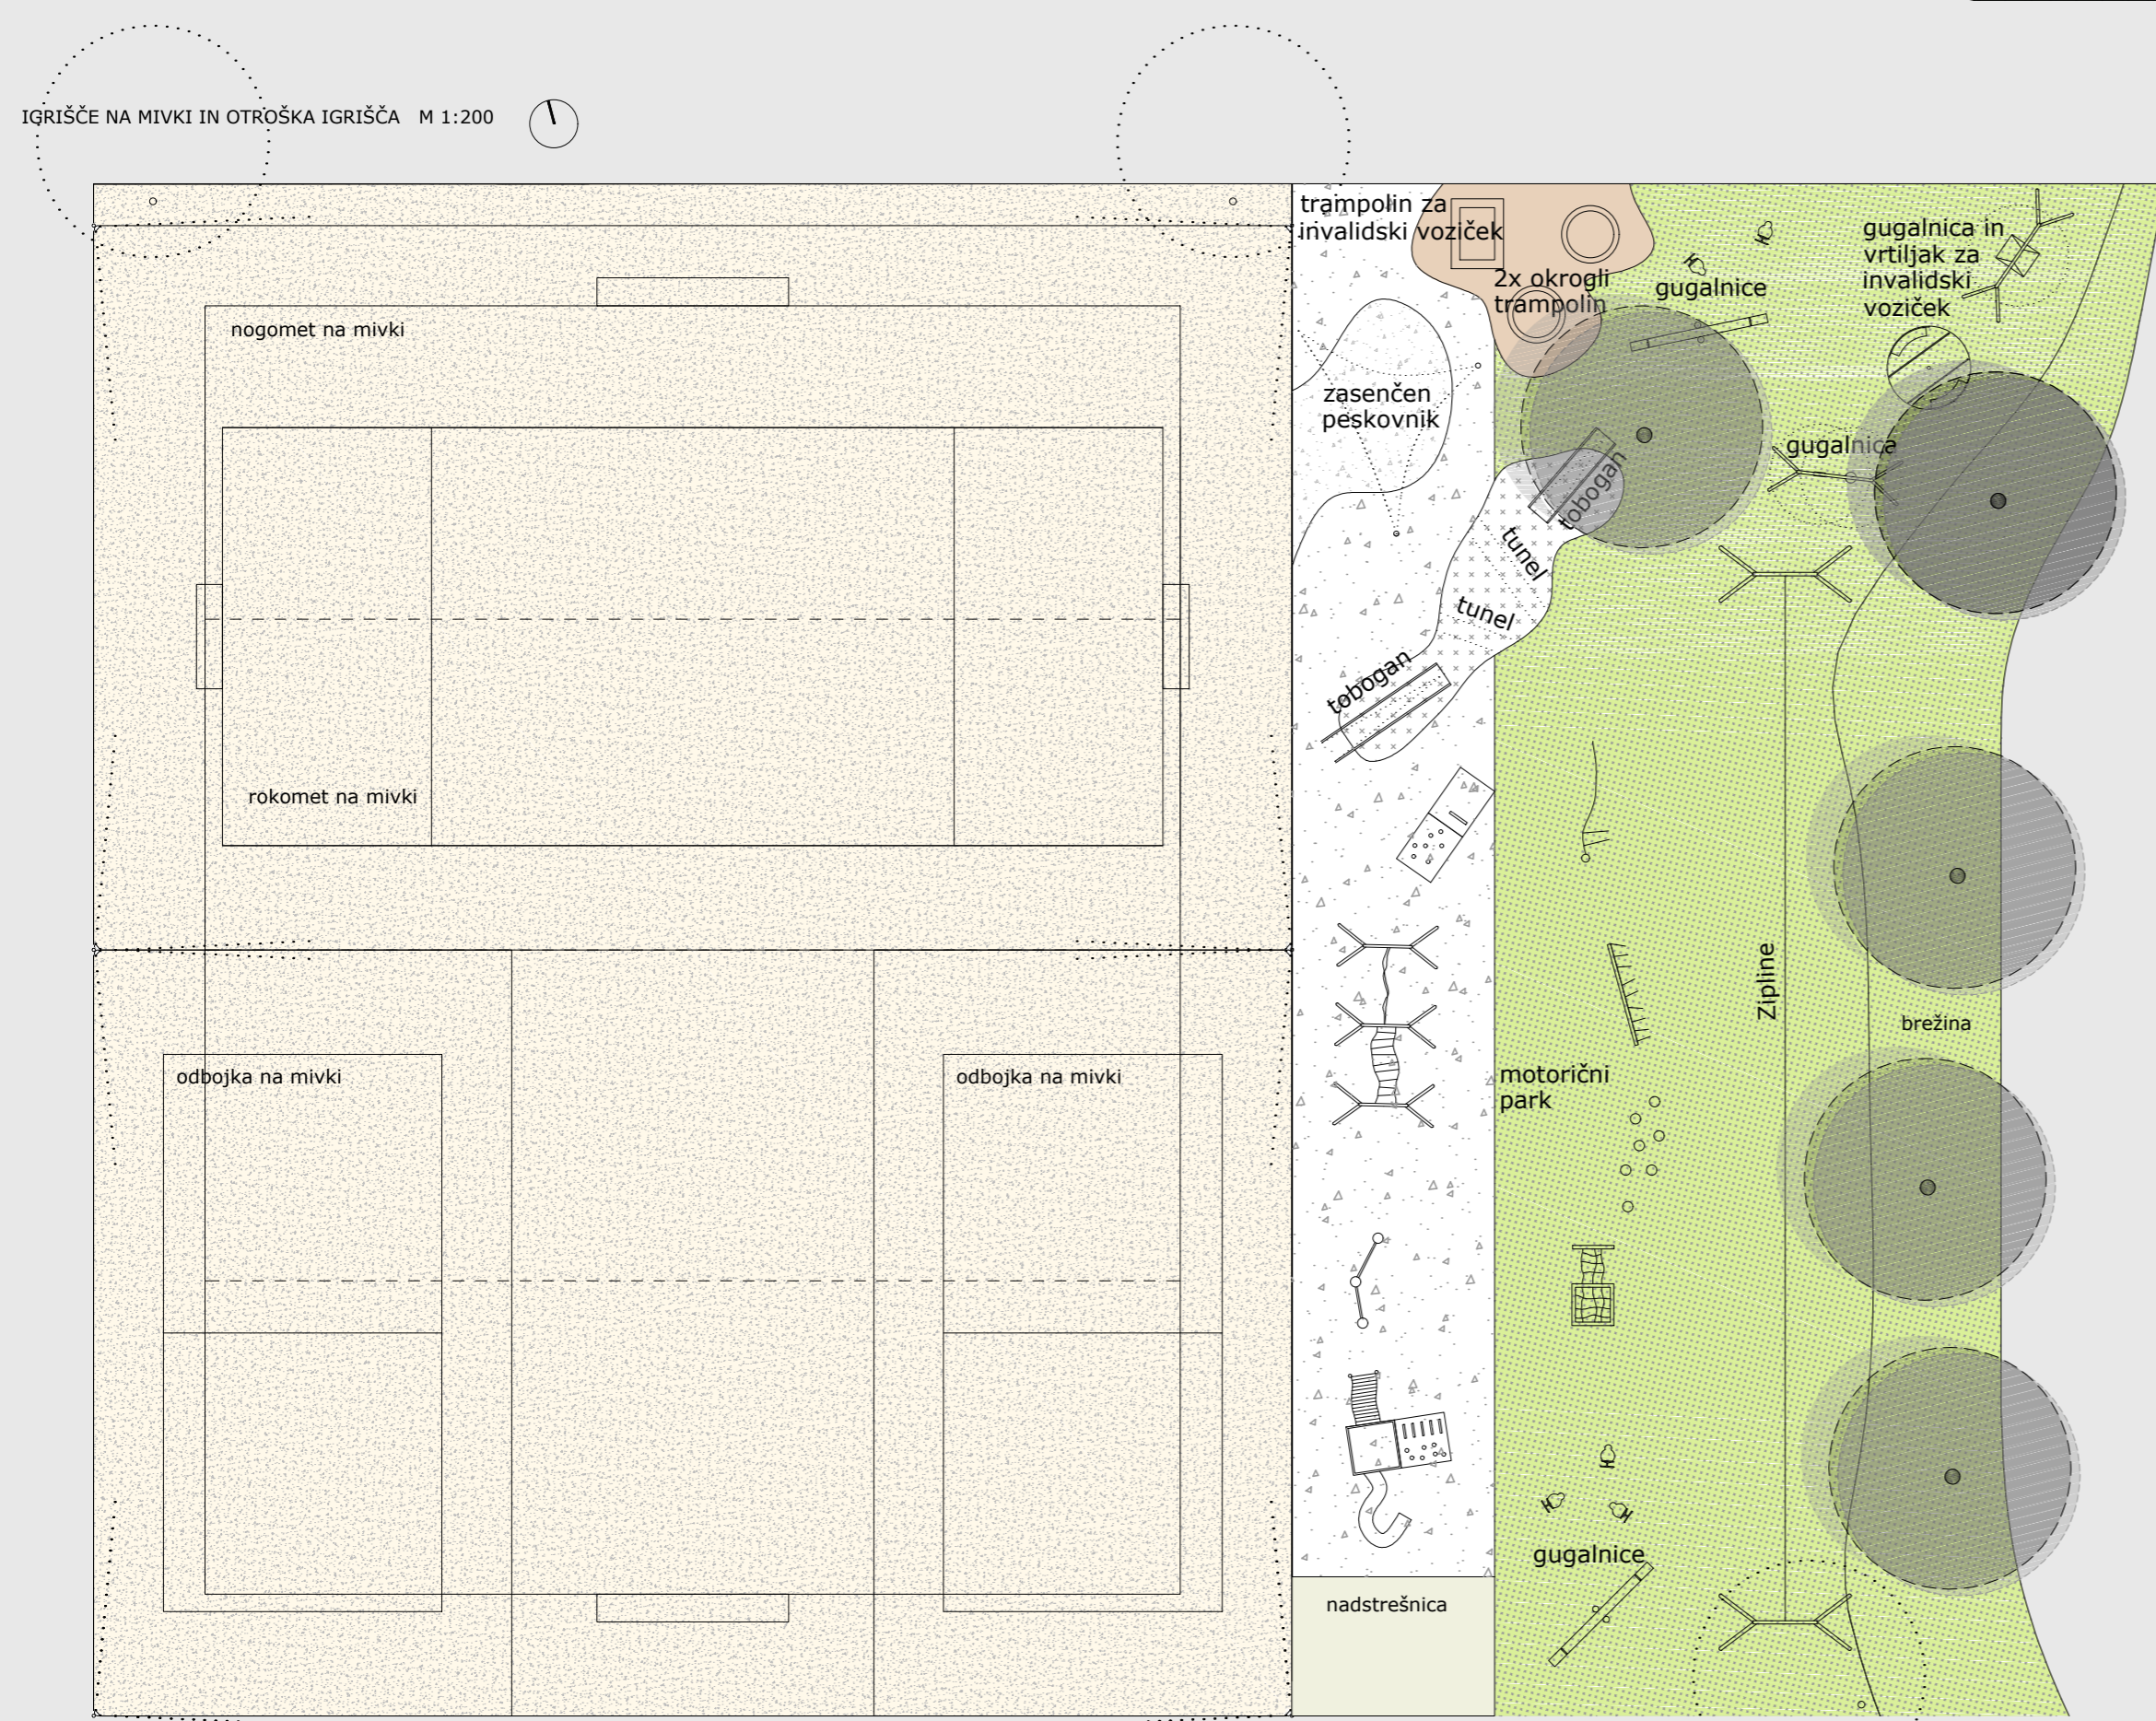 IGRIŠČE NA MIVKI IN OTROŠKA IGRIŠČA M 1:200
trampolin za
invalidski voziček
2x okrogli
trampolin
gugalnice
gugalnica in
vrtiljak za
invalidski
voziček
nogomet na mivki
zasenčen
peskovnik
gugalnica
tobogan
tunel
tunel
tobogan
rokomet na mivki
Zipline
brežina
odbojka na mivki
odbojka na mivki
motorični
park
gugalnice
nadstrešnica